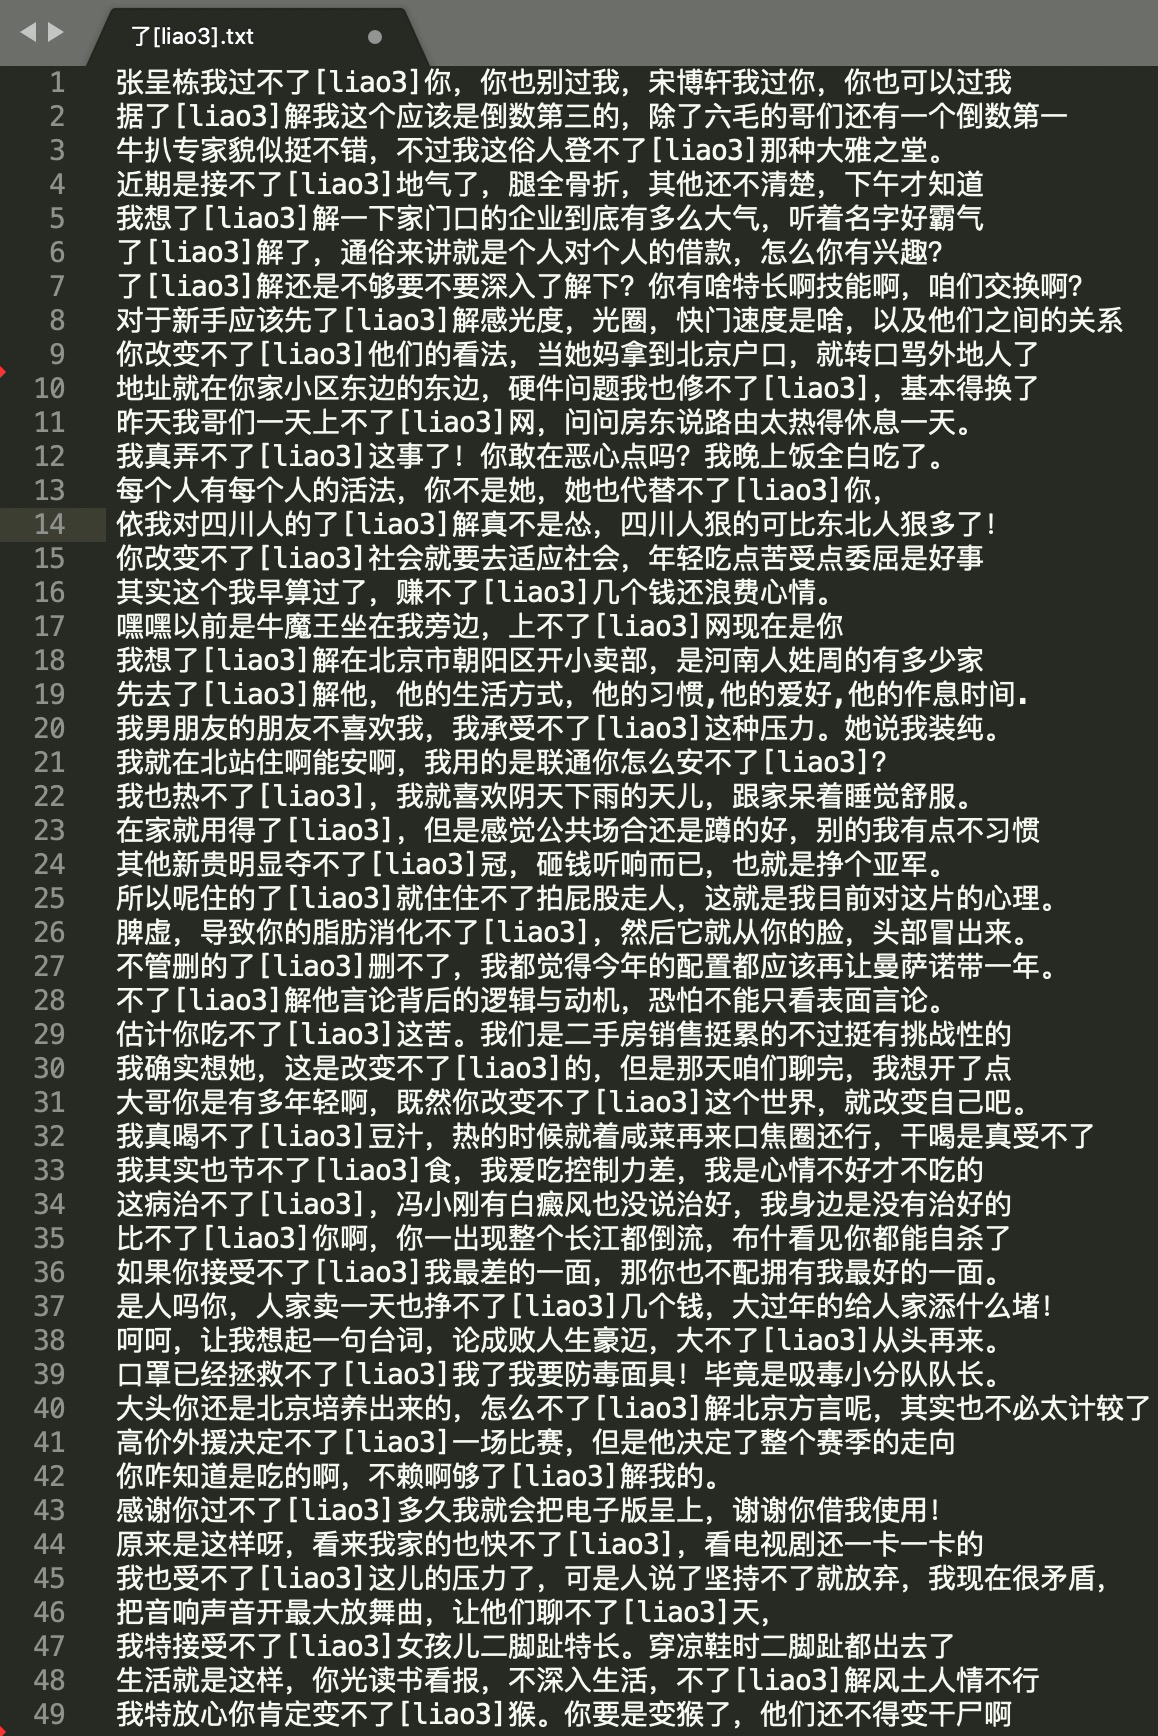 了[liao3].txt
1 张呈栋我过不了[liao3]你，你也别过我，宋博轩我过你，你也可以过我
2 据了[liao3]解我这个应该是倒数第三的，除了六毛的哥们还有一个倒数第一
3 牛扒专家貌似挺不错，不过我这俗人登不了[liao3]那种大雅之堂。
4 近期是接不了[liao3]地气了，腿全骨折，其他还不清楚，下午才知道
5 我想了[liao3]解一下家门口的企业到底有多么大气，听着名字好霸气
6 了[liao3]解了，通俗来讲就是个人对个人的借款，怎么你有兴趣？
7 了[liao3]解还是不够要不要深入了解下？你有啥特长啊技能啊，咱们交换啊？
8 对于新手应该先了[liao3]解感光度，光圈，快门速度是啥，以及他们之间的关系
9 你改变不了[liao3]他们的看法，当她妈拿到北京户口，就转口骂外地人了
10 地址就在你家小区东边的东边，硬件问题我也修不了[liao3]，基本得换了
11 昨天我哥们一天上不了[liao3]网，问问房东说路由太热得休息一天。
12 我真弄不了[liao3]这事了！你敢在恶心点吗？我晚上饭全白吃了。
13 每个人有每个人的活法，你不是她，她也代替不了[liao3]你，
14 依我对四川人的了[liao3]解真不是怂，四川人狠的可比东北人狠多了！
15 你改变不了[liao3]社会就要去适应社会，年轻吃点苦受点委屈是好事
16 其实这个我早算过了，赚不了[liao3]几个钱还浪费心情。
17 嘿嘿以前是牛魔王坐在我旁边，上不了[liao3]网现在是你
18 我想了[liao3]解在北京市朝阳区开小卖部，是河南人姓周的有多少家
19 先去了[liao3]解他，他的生活方式，他的习惯,他的爱好,他的作息时间.
20 我男朋友的朋友不喜欢我，我承受不了[liao3]这种压力。她说我装纯。
21 我就在北站住啊能安啊，我用的是联通你怎么安不了[liao3]？
22 我也热不了[liao3]，我就喜欢阴天下雨的天儿，跟家呆着睡觉舒服。
23 在家就用得了[liao3]，但是感觉公共场合还是蹲的好，别的我有点不习惯
24 其他新贵明显夺不了[liao3]冠，砸钱听响而已，也就是挣个亚军。
25 所以呢住的了[liao3]就住住不了拍屁股走人，这就是我目前对这片的心理。
26 脾虚，导致你的脂肪消化不了[liao3]，然后它就从你的脸，头部冒出来。
27 不管删的了[liao3]删不了，我都觉得今年的配置都应该再让曼萨诺带一年。
28 不了[liao3]解他言论背后的逻辑与动机，恐怕不能只看表面言论。
29 估计你吃不了[liao3]这苦。我们是二手房销售挺累的不过挺有挑战性的
30 我确实想她，这是改变不了[liao3]的，但是那天咱们聊完，我想开了点
31 大哥你是有多年轻啊，既然你改变不了[liao3]这个世界，就改变自己吧。
32 我真喝不了[liao3]豆汁，热的时候就着咸菜再来口焦圈还行，干喝是真受不了
33 我其实也节不了[liao3]食，我爱吃控制力差，我是心情不好才不吃的
34 这病治不了[liao3]，冯小刚有白癜风也没说治好，我身边是没有治好的
35 比不了[liao3]你啊，你一出现整个长江都倒流，布什看见你都能自杀了
36 如果你接受不了[liao3]我最差的一面，那你也不配拥有我最好的一面。
37 是人吗你，人家卖一天也挣不了[liao3]几个钱，大过年的给人家添什么堵！
38 呵呵，让我想起一句台词，论成败人生豪迈，大不了[liao3]从头再来。
39 口罩已经拯救不了[liao3]我了我要防毒面具！毕竟是吸毒小分队队长。
40 大头你还是北京培养出来的，怎么不了[liao3]解北京方言呢，其实也不必太计较了
41 高价外援决定不了[liao3]一场比赛，但是他决定了整个赛季的走向
42 你咋知道是吃的啊，不赖啊够了[liao3]解我的。
43 感谢你过不了[liao3]多久我就会把电子版呈上，谢谢你借我使用！
44 原来是这样呀，看来我家的也快不了[liao3]，看电视剧还一卡一卡的
45 我也受不了[liao3]这儿的压力了，可是人说了坚持不了就放弃，我现在很矛盾，
46 把音响声音开最大放舞曲，让他们聊不了[liao3]天，
47 我特接受不了[liao3]女孩儿二脚趾特长。穿凉鞋时二脚趾都出去了
48 生活就是这样，你光读书看报，不深入生活，不了[liao3]解风土人情不行
49 我特放心你肯定变不了[liao3]猴。你要是变猴了，他们还不得变干尸啊